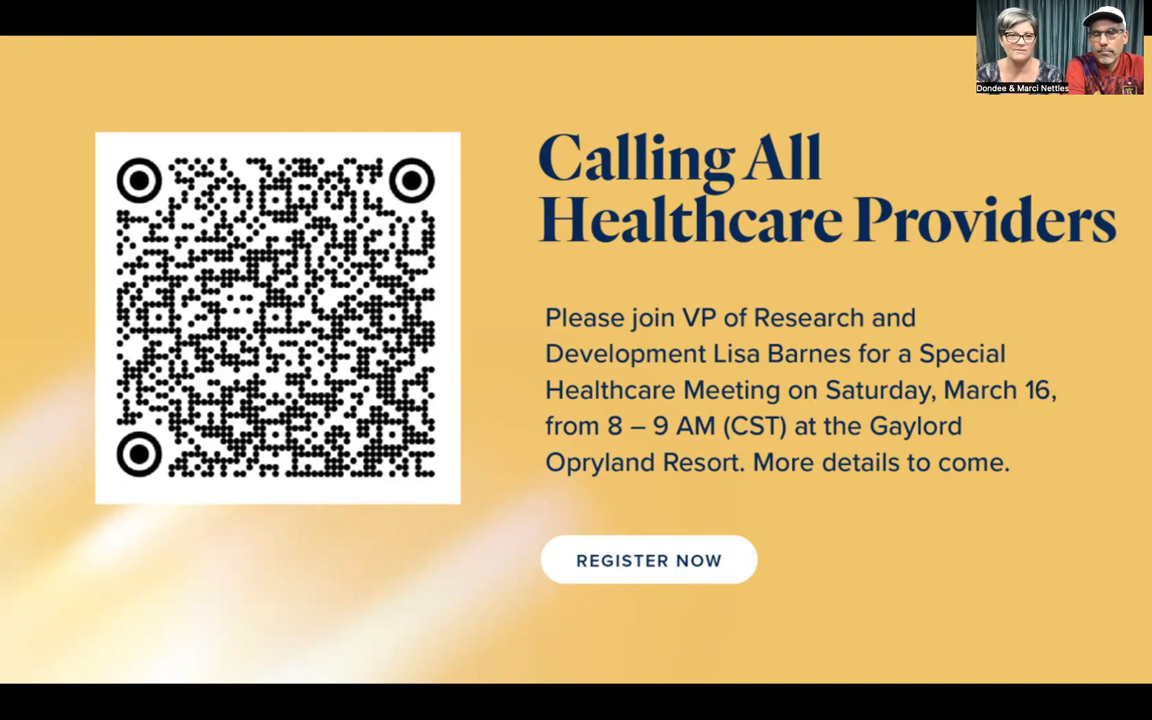 Dondee & Marci Nettles
Calling All
Healthcare Providers
Please join VP of Research and
Development Lisa Barnes for a Special
Healthcare Meeting on Saturday, March 16,
from 8 – 9 AM (CST) at the Gaylord
Opryland Resort. More details to come.
REGISTER NOW